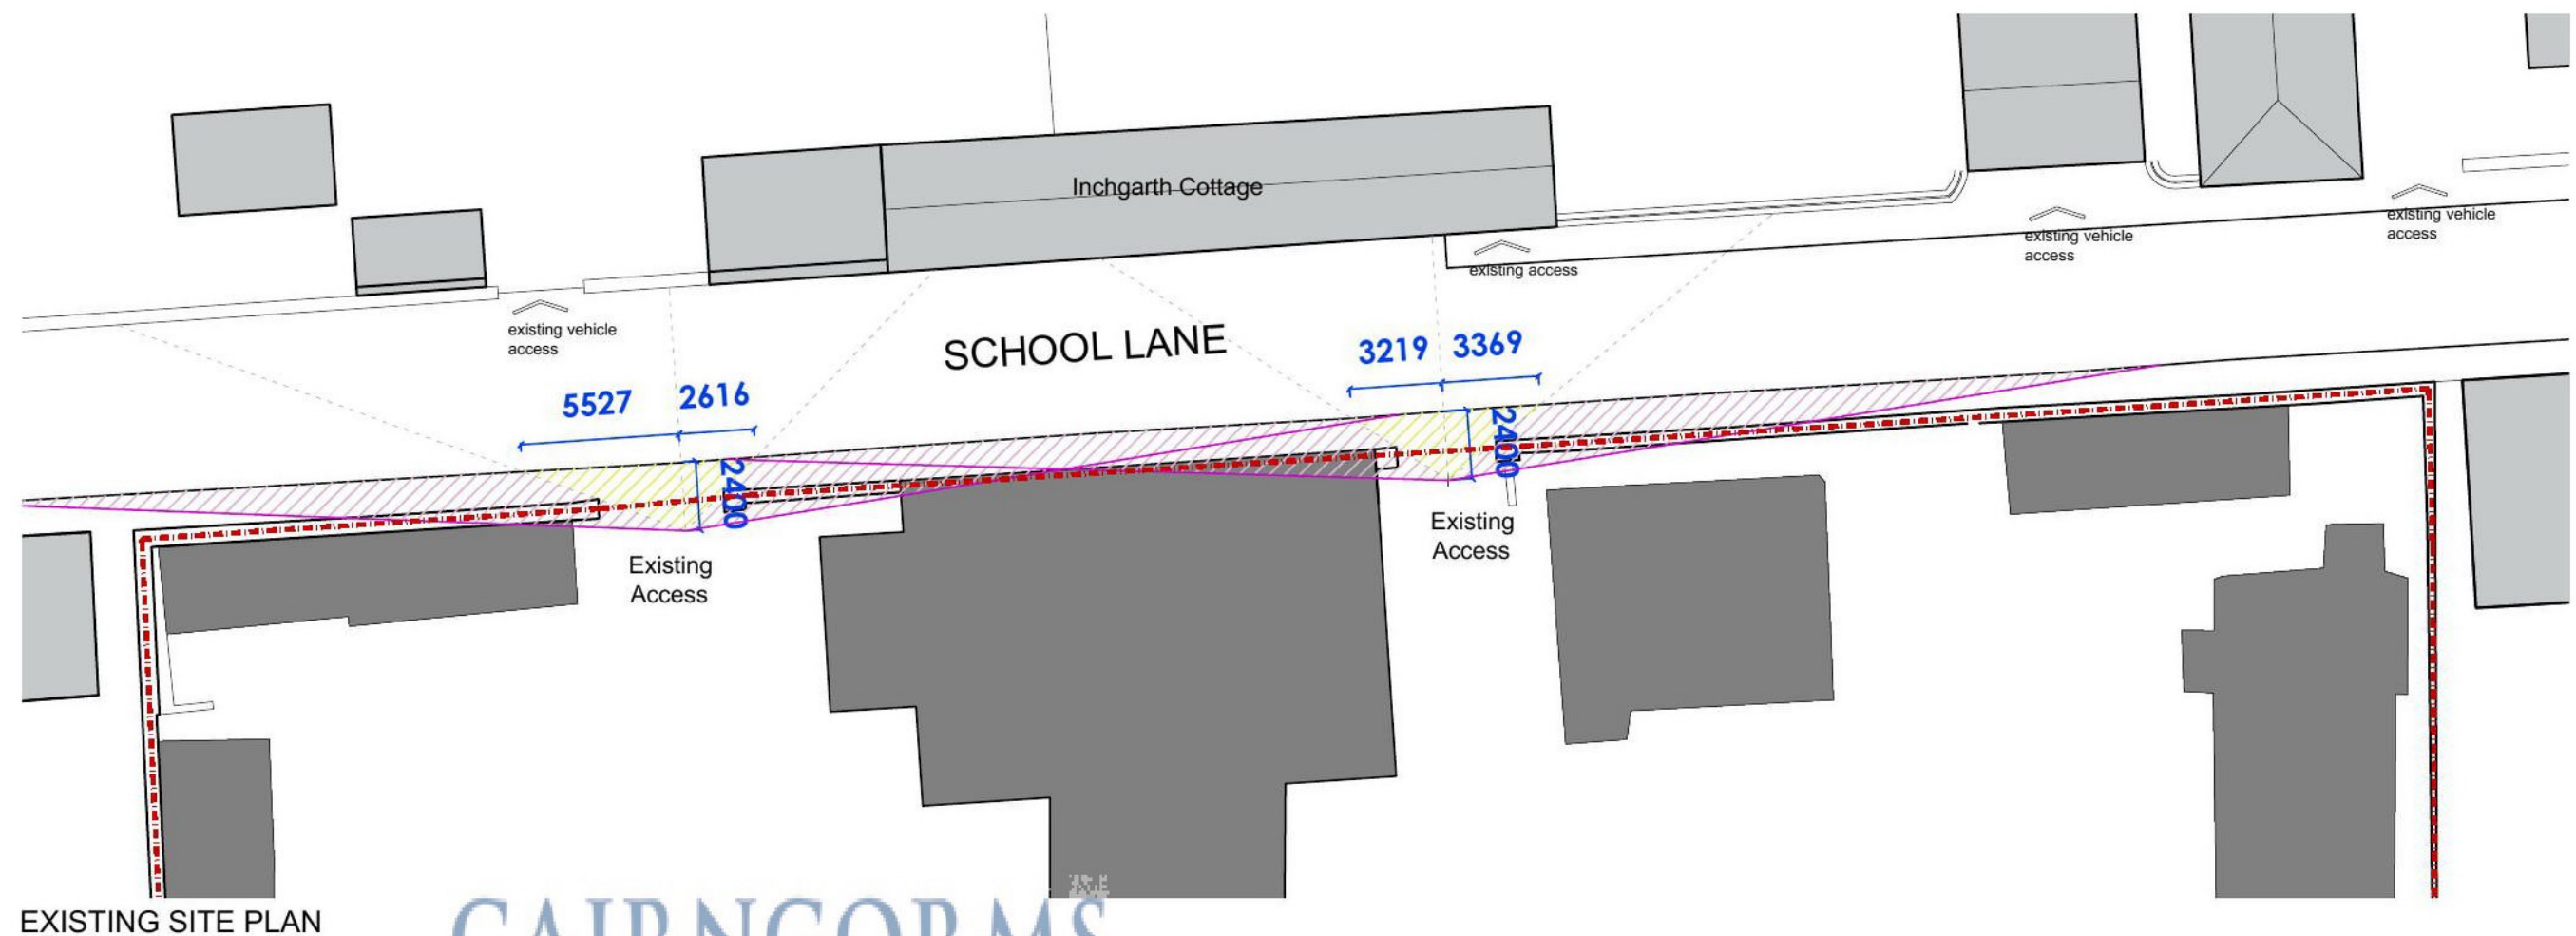 Inchgarth Cottage
existing vehicle
access
existing vehicle
access
existing access
existing vehicle
access
SCHOOL LANE
3219
3369
5527
2616
2400
2400
Existing
Access
Existing
Access
EXISTING SITE PLAN
CAIRNGORMS